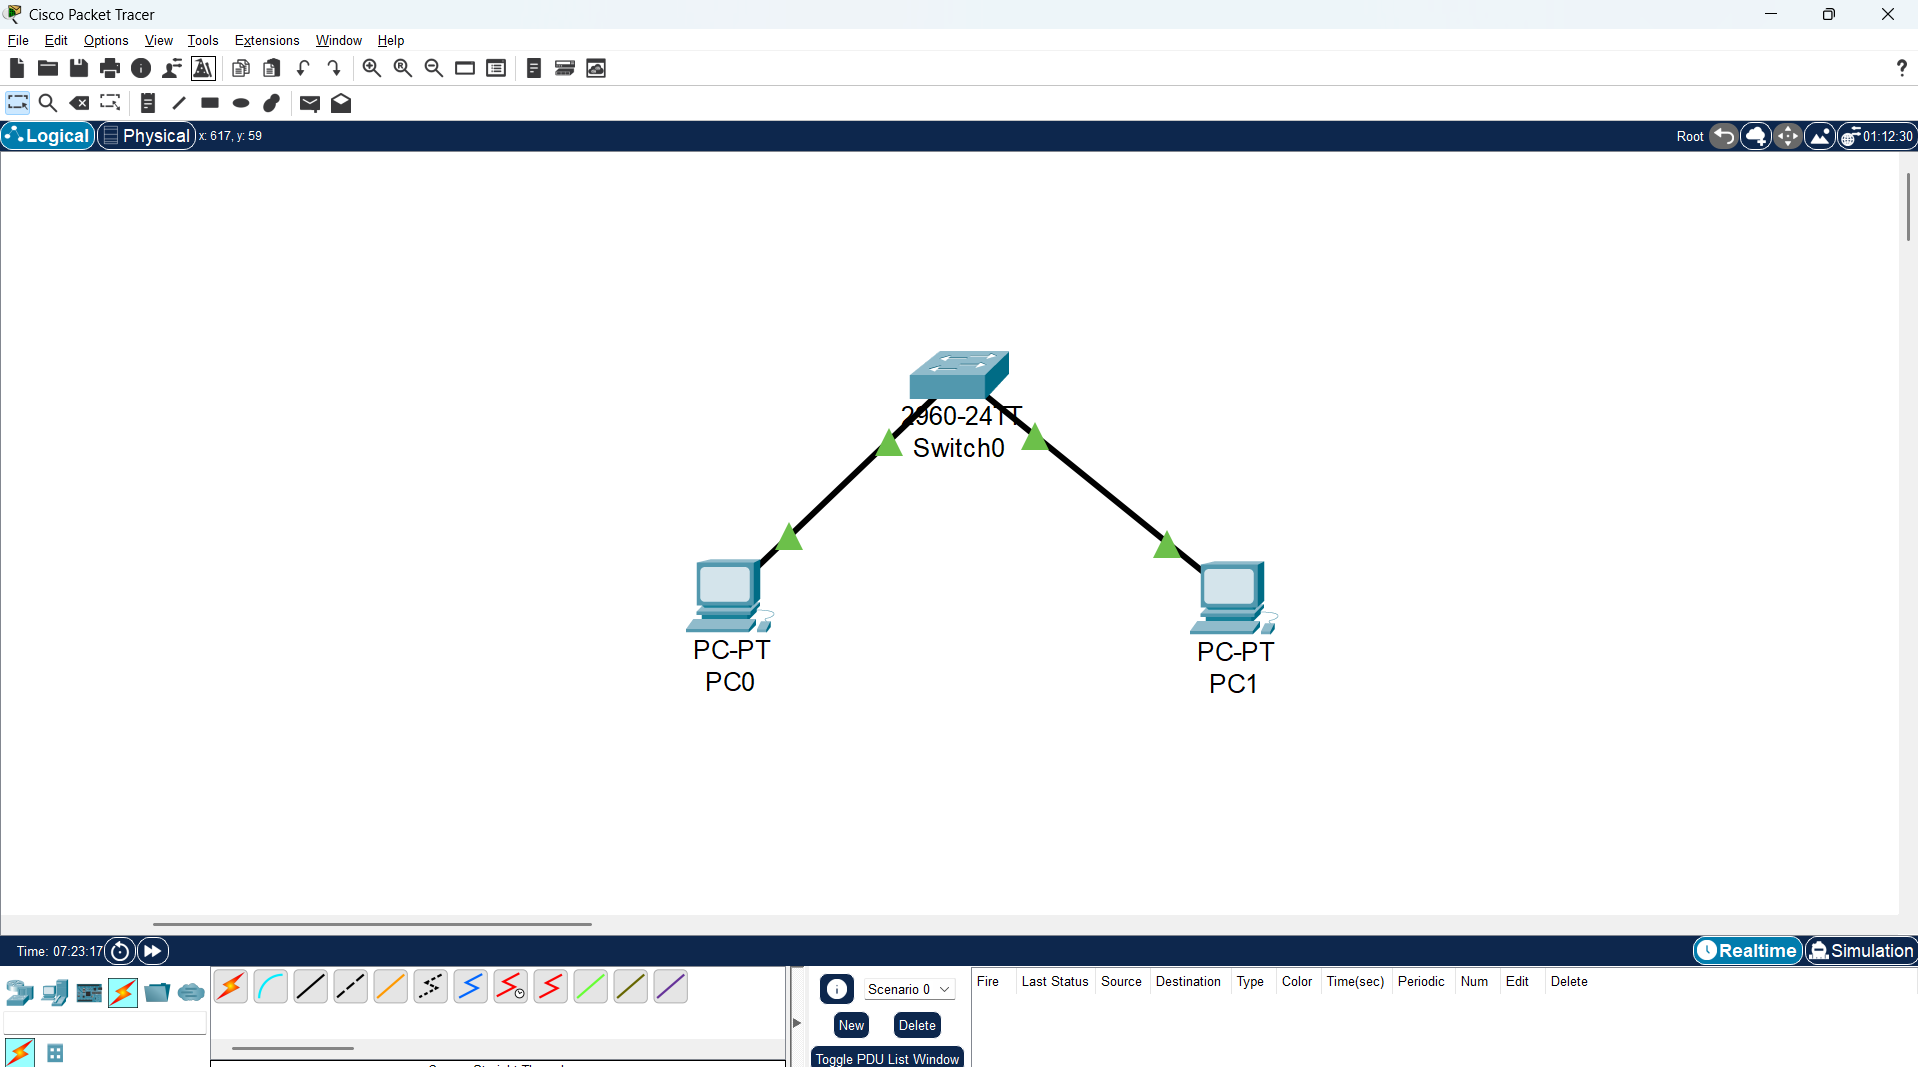 Cisco Packet Tracer
File Edit Options View Tools Extensions Window Help
?
Logical Physical x: 617, y: 59 Root 01:12:30
2960-24TT
Switch0
PC-PT
PC0
PC-PT
PC1
Time: 07:23:17 Realtime Simulation
Scenario 0 Fire Last Status Source Destination Type Color Time(sec) Periodic Num Edit Delete
New Delete
Toggle PDU List Window